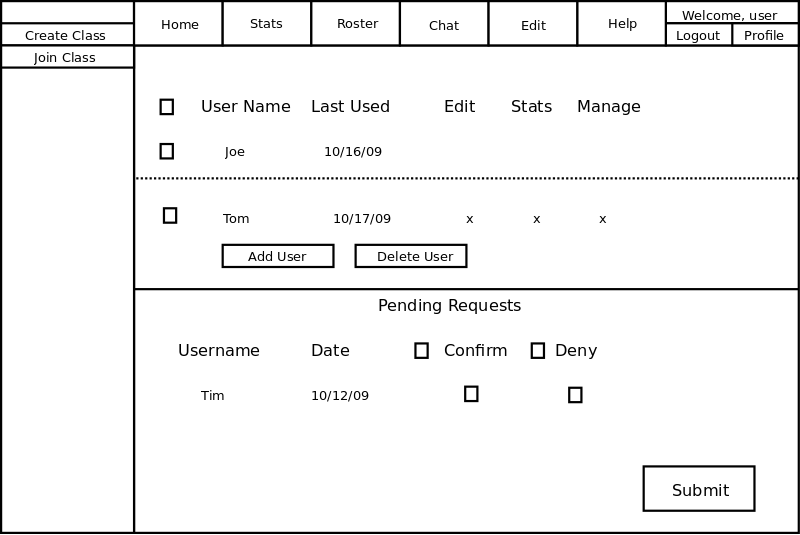 Home Stats Roster Chat Edit Help Welcome, user
Create Class Logout Profile
Join Class
User Name Last Used Edit Stats Manage
Joe 10/16/09
Tom 10/17/09 x x x
Add User Delete User
Pending Requests
Username Date Confirm Deny
Tim 10/12/09
Submit